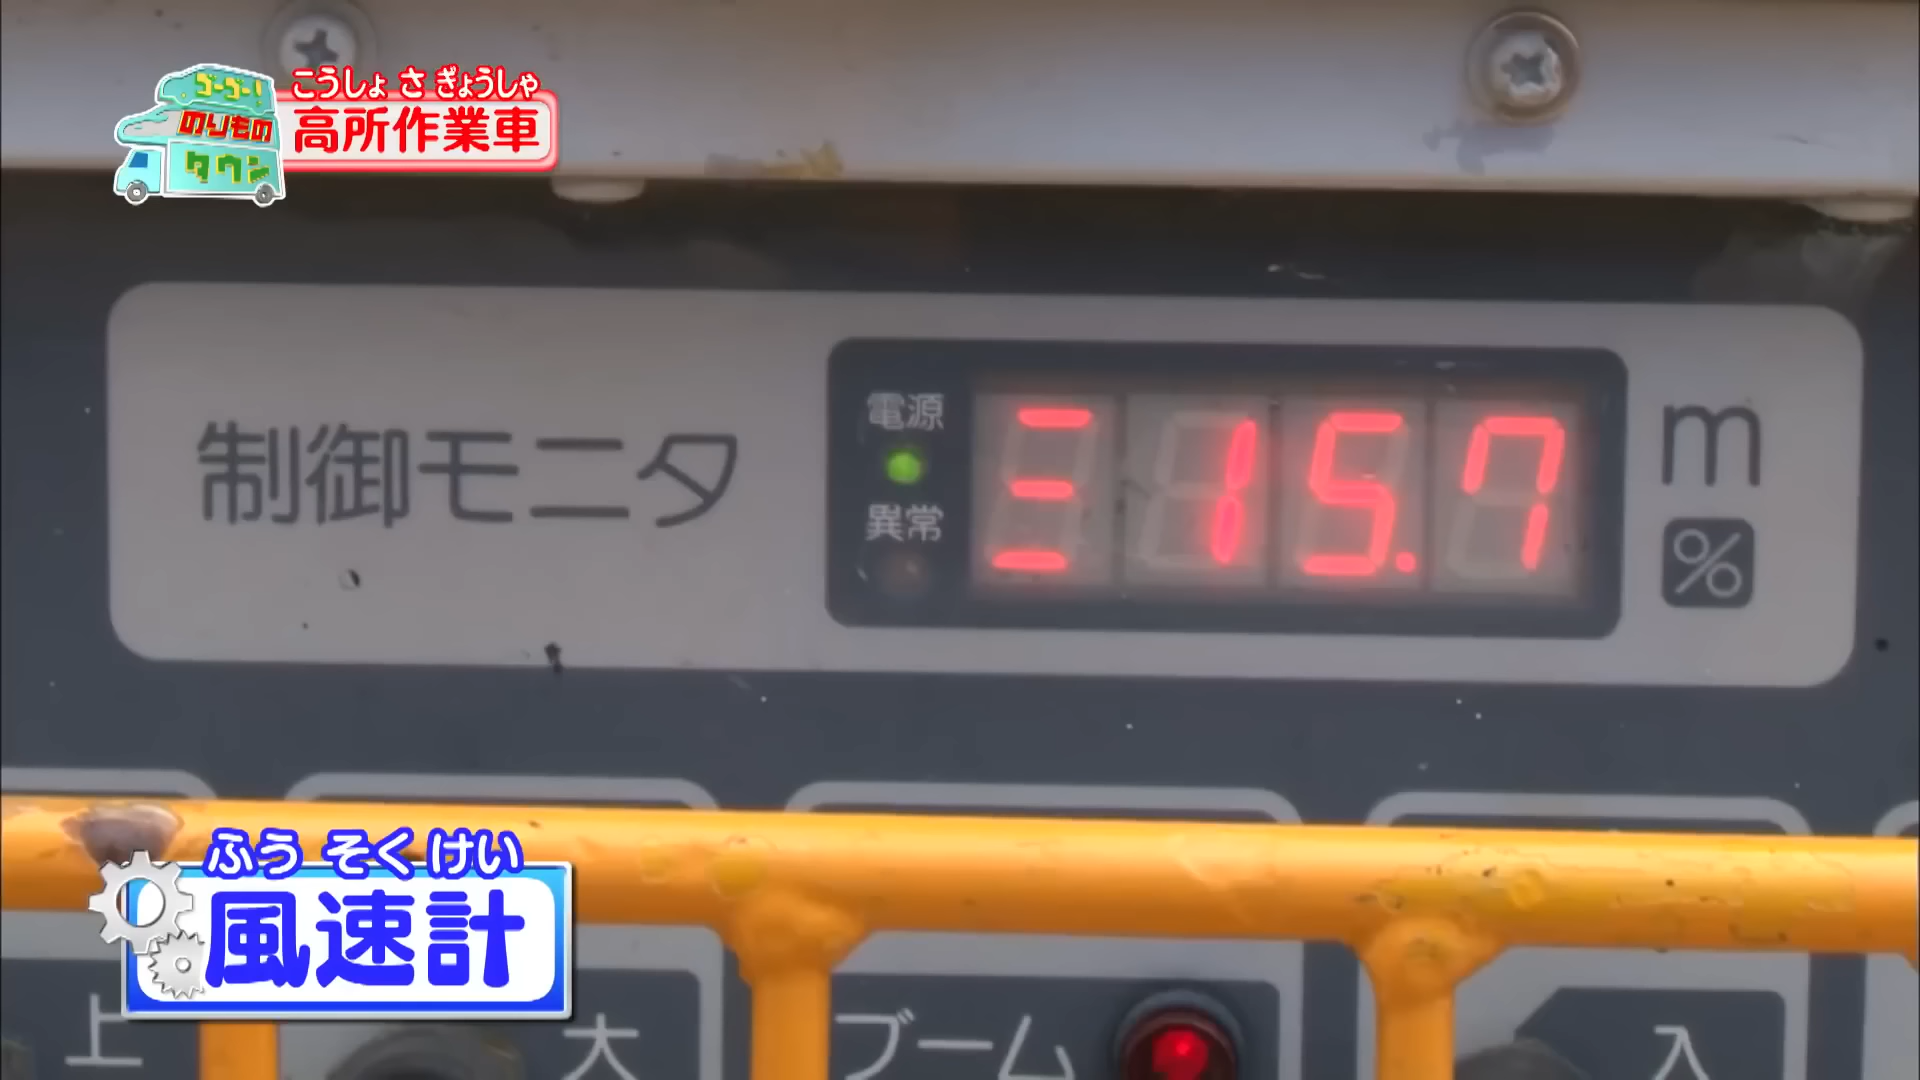 ゴーゴー!
のりもの
タウン
こうしょ さ ぎょうしゃ
高所作業車
制御モニタ
電源
異常
15.7
m
%
ふう そく けい
風速計
上
大
ブーム
入